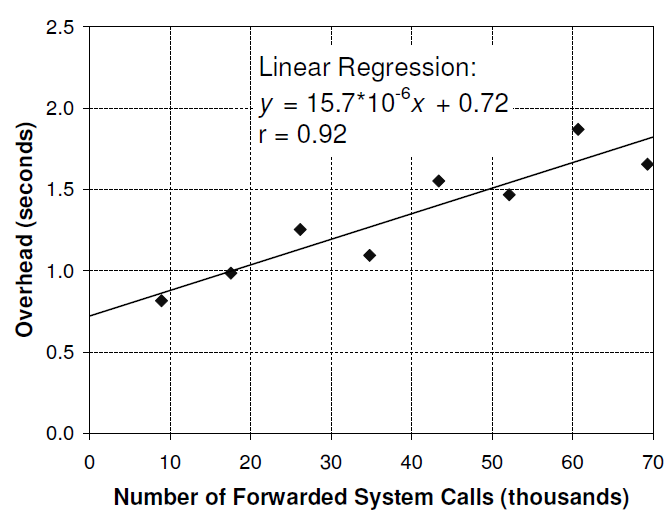 2.5
2.0
1.5
1.0
0.5
0.0
Overhead (seconds)
Linear Regression:
y = 15.7*10⁻⁶x + 0.72
r = 0.92
0 10 20 30 40 50 60 70
Number of Forwarded System Calls (thousands)